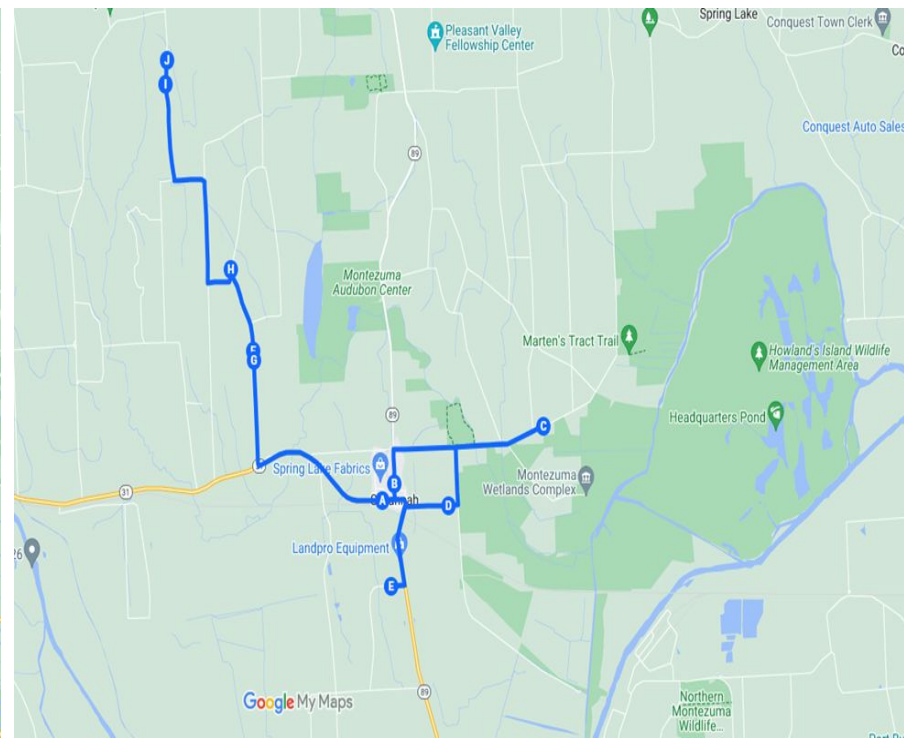 Spring Lake
Conquest Town Clerk
Co
Pleasant Valley
Fellowship Center
J
I
Conquest Auto Sales
89
H
Montezuma
Audubon Center
Marten's Tract Trail
Howland's Island Wildlife
Management Area
G
89
Headquarters Pond
C
Spring Lake Fabrics
B
Montezuma
Wetlands Complex
31
A
D
26
Landpro Equipment
E
89
Google My Maps
Northern
Montezuma
Wildlife...